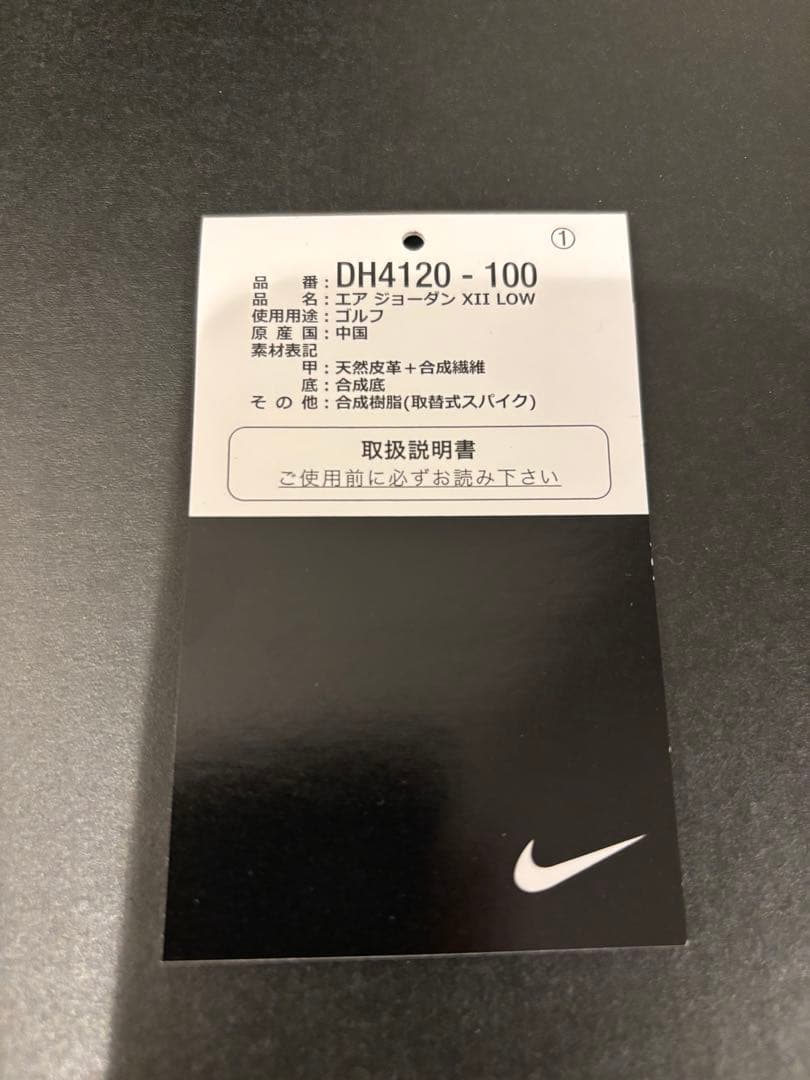 ①
品番：DH4120 - 100
品名：エア ジョーダン XII LOW
使用用途：ゴルフ
原産国：中国
素材表記
甲：天然皮革＋合成繊維
底：合成底
その他：合成樹脂(取替式スパイク)
取扱説明書
ご使用前に必ずお読み下さい